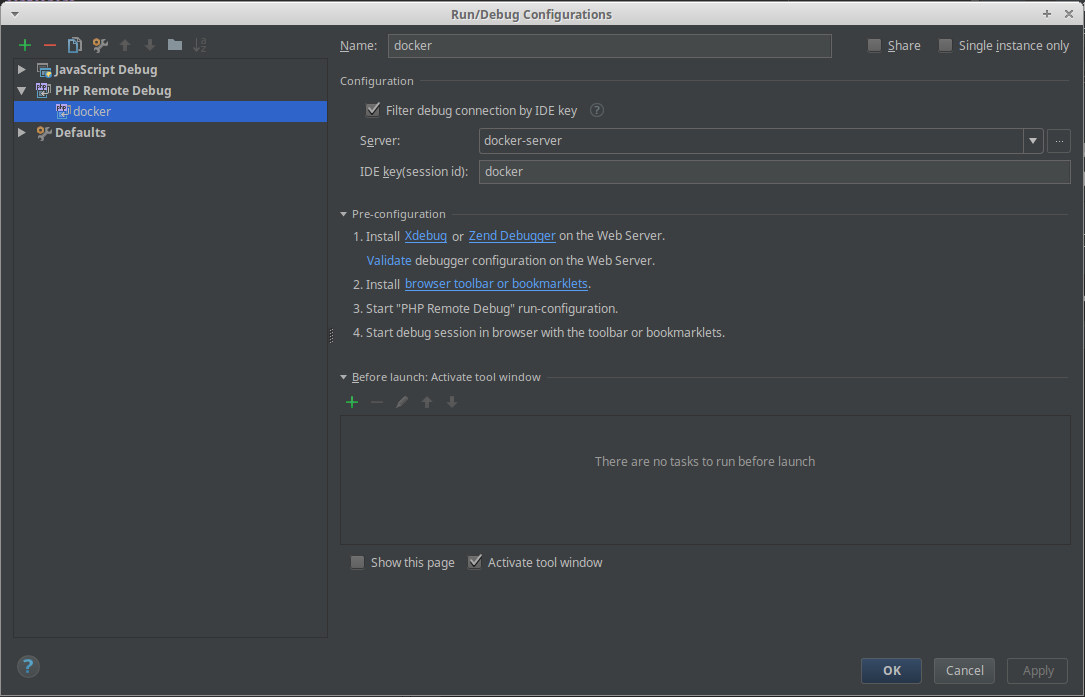 Run/Debug Configurations
JavaScript Debug
PHP Remote Debug
docker
Defaults
Name: docker Share Single instance only
Configuration
Filter debug connection by IDE key ?
Server: docker-server ...
IDE key(session id): docker
Pre-configuration
1. Install Xdebug or Zend Debugger on the Web Server.
Validate debugger configuration on the Web Server.
2. Install browser toolbar or bookmarklets.
3. Start "PHP Remote Debug" run-configuration.
4. Start debug session in browser with the toolbar or bookmarklets.
Before launch: Activate tool window
There are no tasks to run before launch
Show this page Activate tool window
? OK Cancel Apply